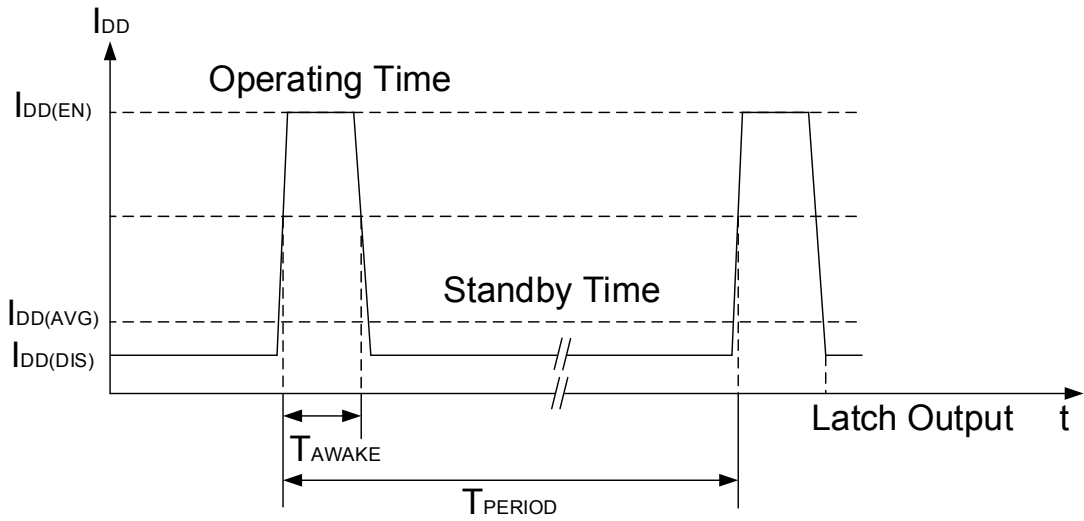 IDD
Operating Time
IDD(EN)
Standby Time
IDD(AVG)
IDD(DIS)
Latch Output t
TAWAKE
TPERIOD